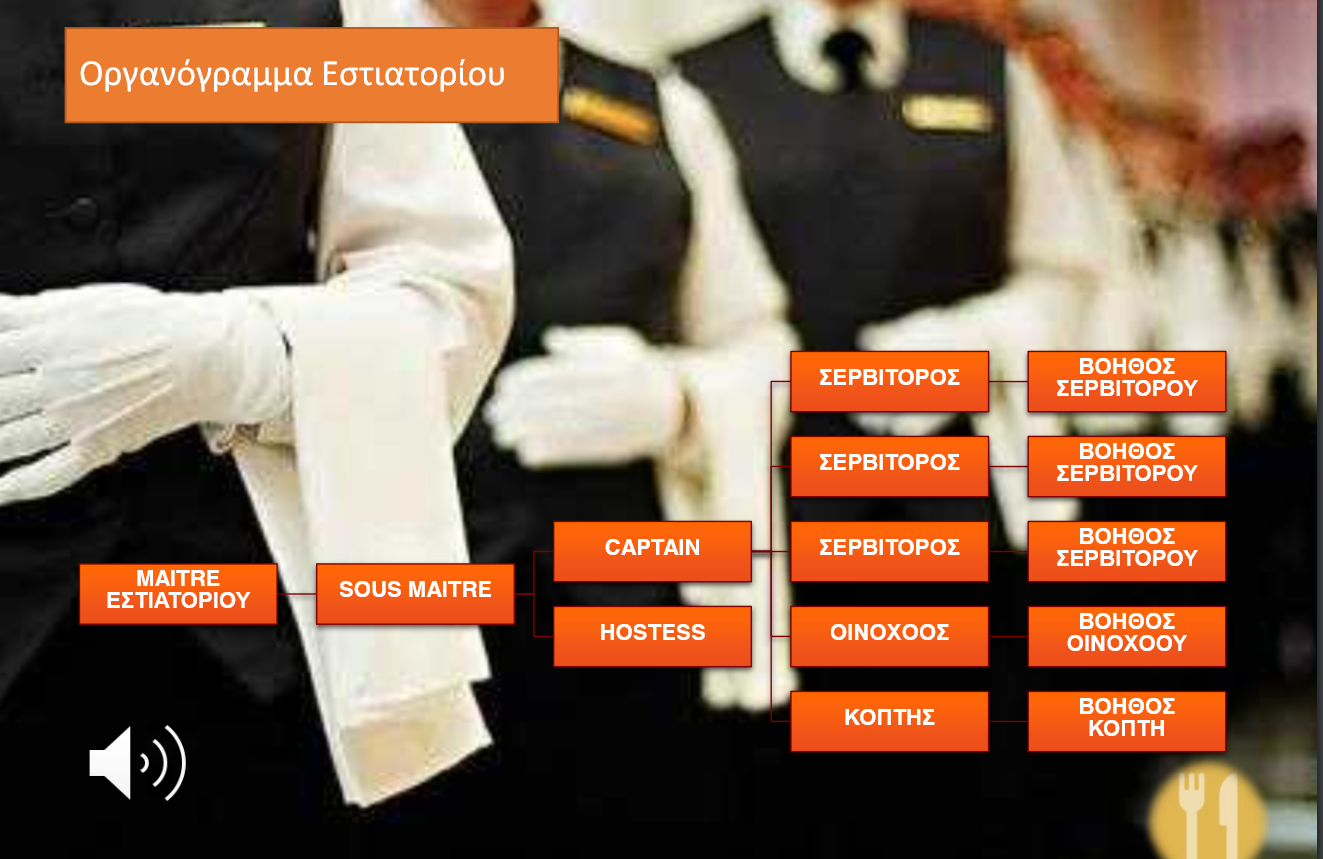 Οργανόγραμμα Εστιατορίου
MAITRE
ΕΣΤΙΑΤΟΡΙΟΥ
SOUS MAITRE
CAPTAIN
HOSTESS
ΣΕΡΒΙΤΟΡΟΣ
ΒΟΗΘΟΣ
ΣΕΡΒΙΤΟΡΟΥ
ΣΕΡΒΙΤΟΡΟΣ
ΒΟΗΘΟΣ
ΣΕΡΒΙΤΟΡΟΥ
ΣΕΡΒΙΤΟΡΟΣ
ΒΟΗΘΟΣ
ΣΕΡΒΙΤΟΡΟΥ
ΟΙΝΟΧΟΟΣ
ΒΟΗΘΟΣ
ΟΙΝΟΧΟΟΥ
ΚΟΠΤΗΣ
ΒΟΗΘΟΣ
ΚΟΠΤΗ